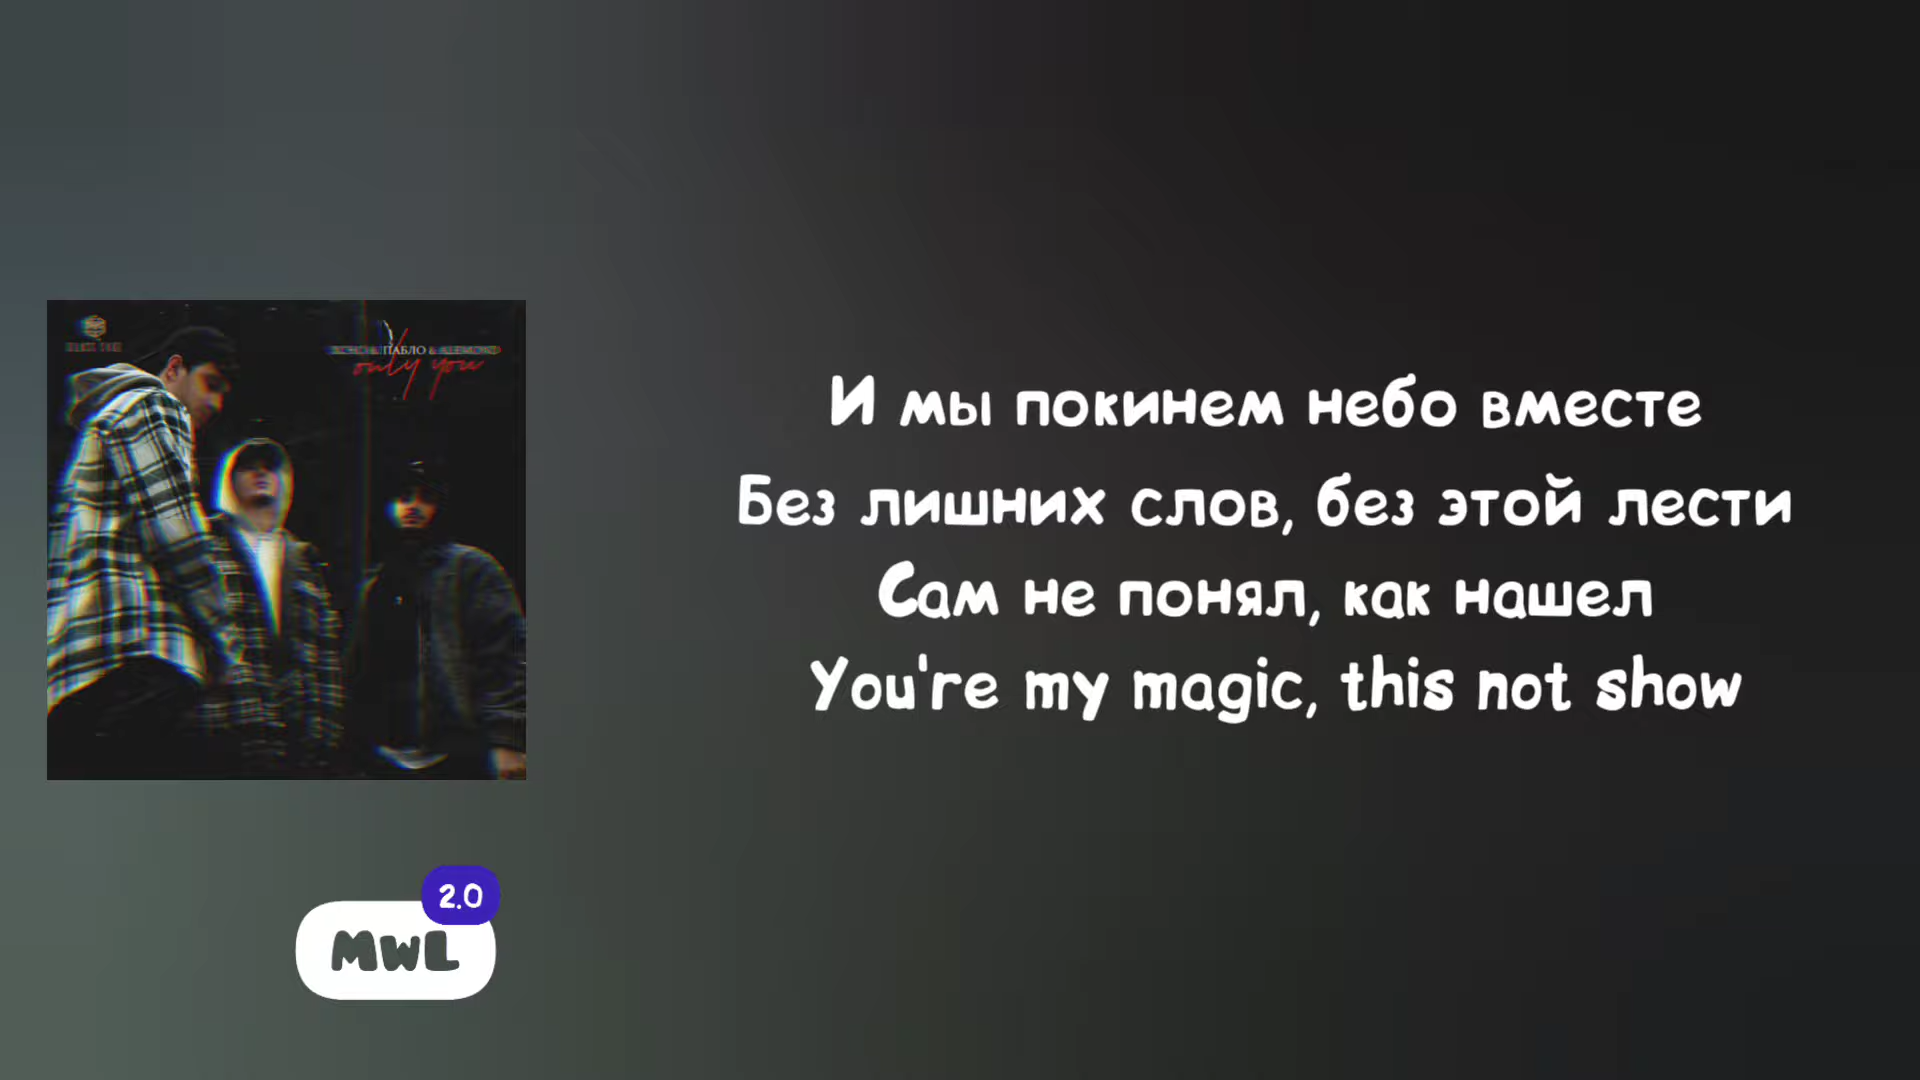 ПАБЛО &
only you
И мы покинем небо вместе
Без лишних слов, без этой лести
Сам не понял, как нашел
You're my magic, this not show
2.0
MWL